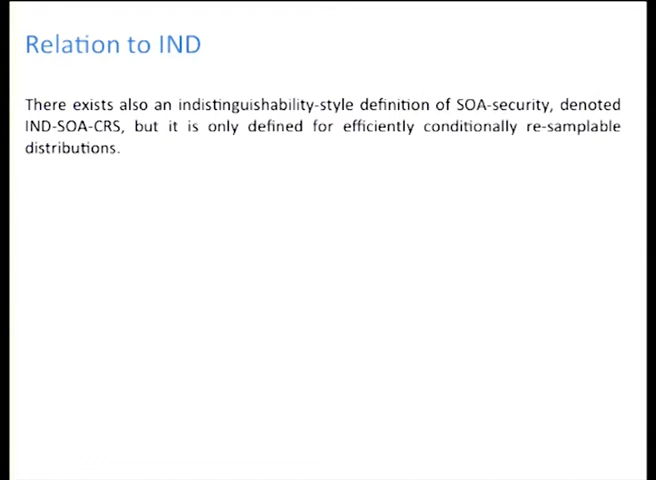 Relation to IND
There exists also an indistinguishability-style definition of SOA-security, denoted
IND-SOA-CRS, but it is only defined for efficiently conditionally re-samplable
distributions.